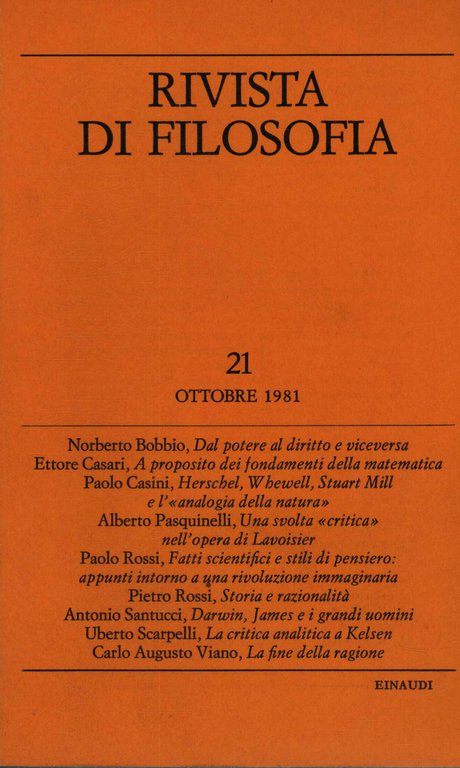 RIVISTA
DI FILOSOFIA
21
OTTOBRE 1981
Norberto Bobbio, Dal potere al diritto e viceversa
Ettore Casari, A proposito dei fondamenti della matematica
Paolo Casini, Herschel, Whewell, Stuart Mill
e l'«analogia della natura»
Alberto Pasquinelli, Una svolta «critica»
nell'opera di Lavoisier
Paolo Rossi, Fatti scientifici e stili di pensiero:
appunti intorno a una rivoluzione immaginaria
Pietro Rossi, Storia e razionalità
Antonio Santucci, Darwin, James e i grandi uomini
Uberto Scarpelli, La critica analitica a Kelsen
Carlo Augusto Viano, La fine della ragione
EINAUDI